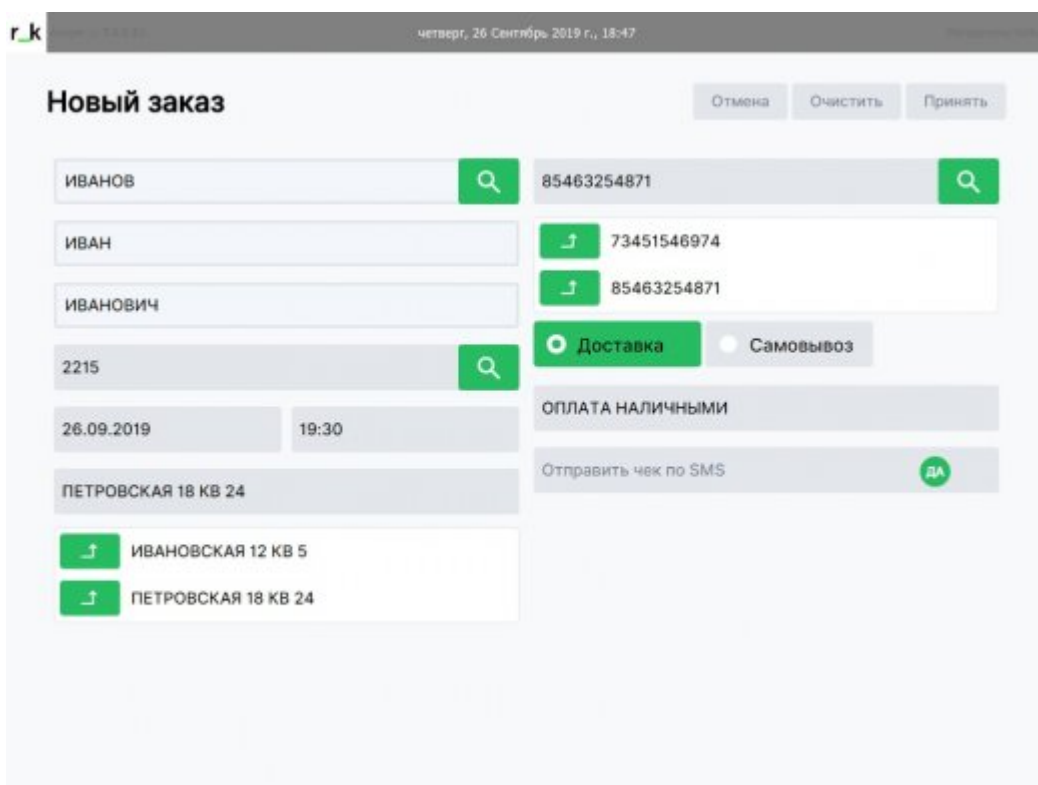 r_k
четверг, 26 Сентябрь 2019 г., 18:47
Новый заказ
Отмена
Очистить
Принять
ИВАНОВ
ИВАН
ИВАНОВИЧ
2215
26.09.2019
19:30
ПЕТРОВСКАЯ 18 КВ 24
ИВАНОВСКАЯ 12 КВ 5
ПЕТРОВСКАЯ 18 КВ 24
85463254871
73451546974
85463254871
Доставка
Самовывоз
ОПЛАТА НАЛИЧНЫМИ
Отправить чек по SMS
ДА